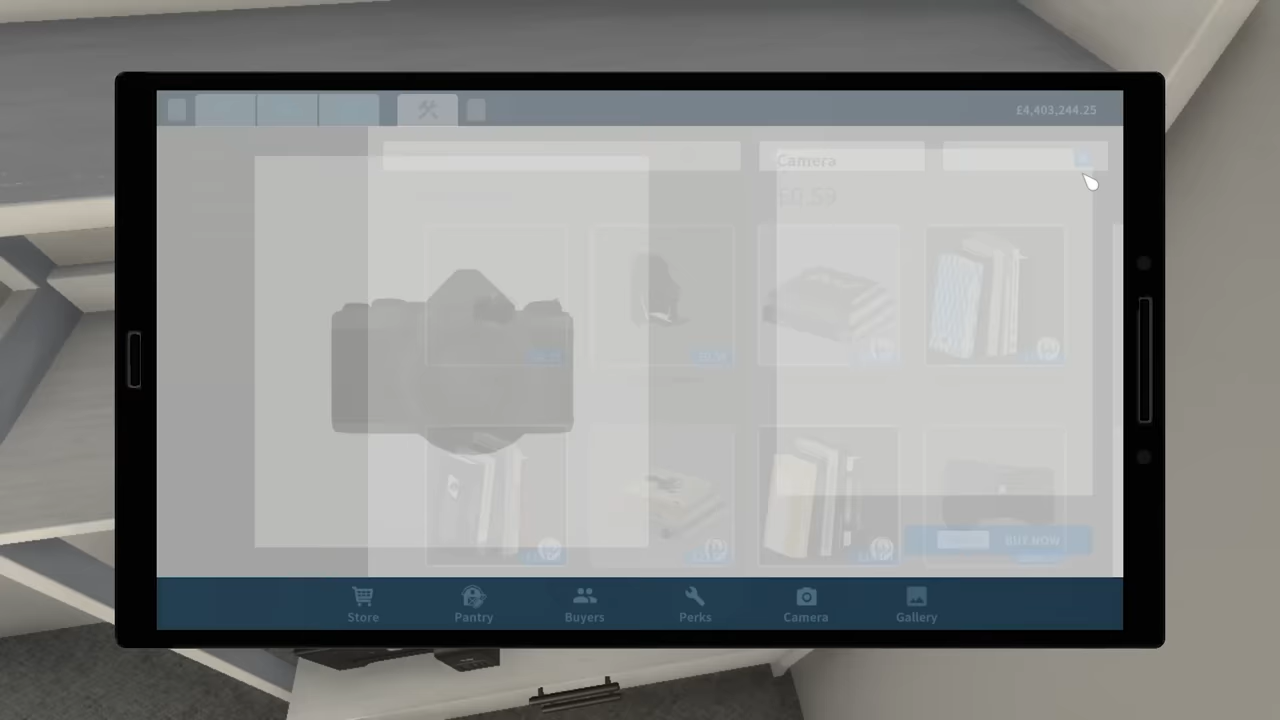 £4,403,244.25
Camera
£0.59
BUY NOW
Store
Pantry
Buyers
Perks
Camera
Gallery